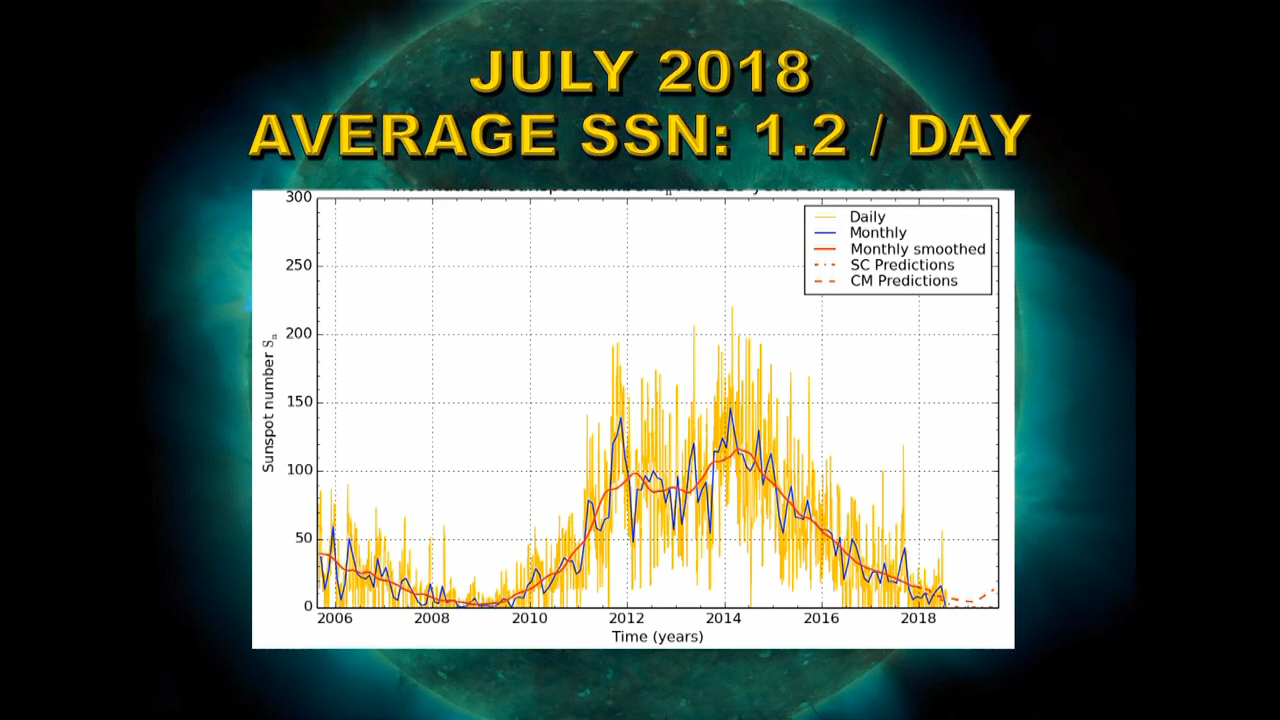 JULY 2018
AVERAGE SSN: 1.2 / DAY
300
250
200
150
100
50
0
Sunspot number Sn
Daily
Monthly
Monthly smoothed
SC Predictions
CM Predictions
2006 2008 2010 2012 2014 2016 2018
Time (years)